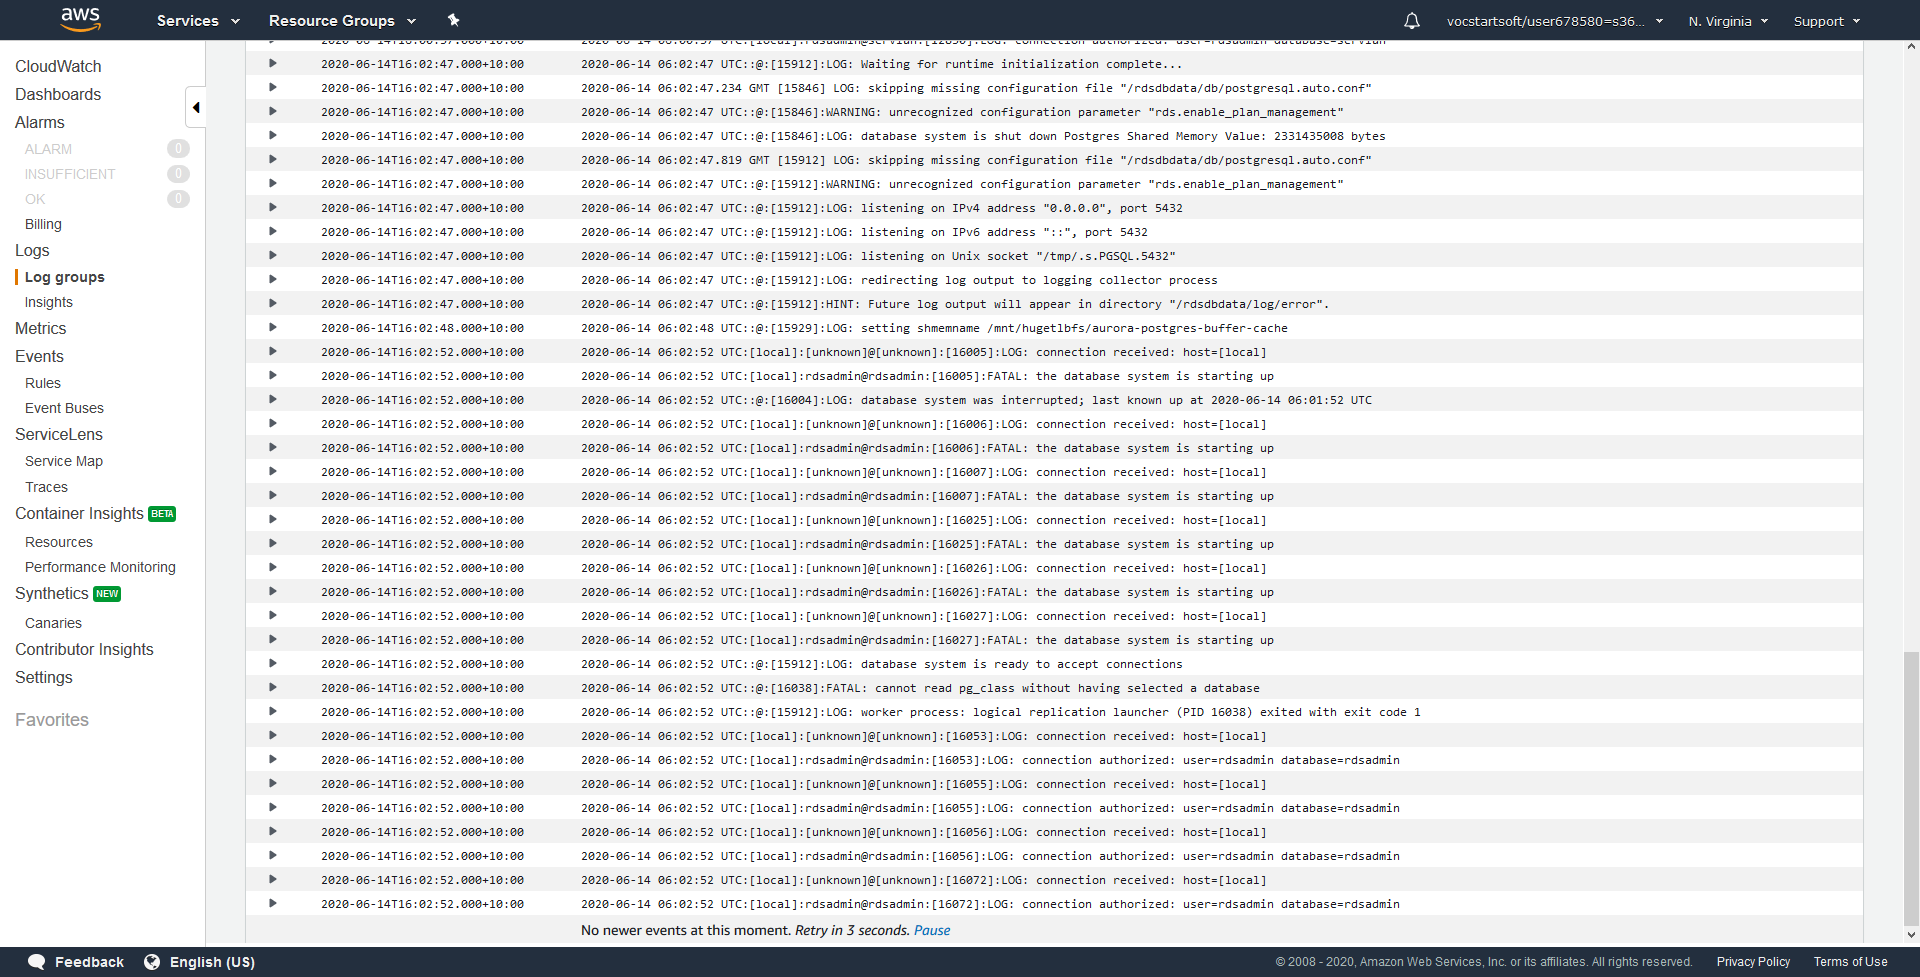 aws Services Resource Groups vocstartsoft/user678580=s36... N. Virginia Support
CloudWatch
Dashboards
Alarms
ALARM 0
INSUFFICIENT 0
OK 0
Billing
Logs
Log groups
Insights
Metrics
Events
Rules
Event Buses
ServiceLens
Service Map
Traces
Container Insights BETA
Resources
Performance Monitoring
Synthetics NEW
Canaries
Contributor Insights
Settings
Favorites
2020-06-14T16:02:47.000+10:00 2020-06-14 06:02:47 UTC::@:[15912]:LOG: Waiting for runtime initialization complete...
2020-06-14T16:02:47.000+10:00 2020-06-14 06:02:47.234 GMT [15846] LOG: skipping missing configuration file "/rdsdbdata/db/postgresql.auto.conf"
2020-06-14T16:02:47.000+10:00 2020-06-14 06:02:47 UTC::@:[15846]:WARNING: unrecognized configuration parameter "rds.enable_plan_management"
2020-06-14T16:02:47.000+10:00 2020-06-14 06:02:47 UTC::@:[15846]:LOG: database system is shut down Postgres Shared Memory Value: 2331435008 bytes
2020-06-14T16:02:47.000+10:00 2020-06-14 06:02:47.819 GMT [15912] LOG: skipping missing configuration file "/rdsdbdata/db/postgresql.auto.conf"
2020-06-14T16:02:47.000+10:00 2020-06-14 06:02:47 UTC::@:[15912]:WARNING: unrecognized configuration parameter "rds.enable_plan_management"
2020-06-14T16:02:47.000+10:00 2020-06-14 06:02:47 UTC::@:[15912]:LOG: listening on IPv4 address "0.0.0.0", port 5432
2020-06-14T16:02:47.000+10:00 2020-06-14 06:02:47 UTC::@:[15912]:LOG: listening on IPv6 address "::", port 5432
2020-06-14T16:02:47.000+10:00 2020-06-14 06:02:47 UTC::@:[15912]:LOG: listening on Unix socket "/tmp/.s.PGSQL.5432"
2020-06-14T16:02:47.000+10:00 2020-06-14 06:02:47 UTC::@:[15912]:LOG: redirecting log output to logging collector process
2020-06-14T16:02:47.000+10:00 2020-06-14 06:02:47 UTC::@:[15912]:HINT: Future log output will appear in directory "/rdsdbdata/log/error".
2020-06-14T16:02:48.000+10:00 2020-06-14 06:02:48 UTC::@:[15929]:LOG: setting shmemname /mnt/hugetlbfs/aurora-postgres-buffer-cache
2020-06-14T16:02:52.000+10:00 2020-06-14 06:02:52 UTC:[local]:[unknown]@[unknown]:[16005]:LOG: connection received: host=[local]
2020-06-14T16:02:52.000+10:00 2020-06-14 06:02:52 UTC:[local]:rdsadmin@rdsadmin:[16005]:FATAL: the database system is starting up
2020-06-14T16:02:52.000+10:00 2020-06-14 06:02:52 UTC::@:[16004]:LOG: database system was interrupted; last known up at 2020-06-14 06:01:52 UTC
2020-06-14T16:02:52.000+10:00 2020-06-14 06:02:52 UTC:[local]:[unknown]@[unknown]:[16006]:LOG: connection received: host=[local]
2020-06-14T16:02:52.000+10:00 2020-06-14 06:02:52 UTC:[local]:rdsadmin@rdsadmin:[16006]:FATAL: the database system is starting up
2020-06-14T16:02:52.000+10:00 2020-06-14 06:02:52 UTC:[local]:[unknown]@[unknown]:[16007]:LOG: connection received: host=[local]
2020-06-14T16:02:52.000+10:00 2020-06-14 06:02:52 UTC:[local]:rdsadmin@rdsadmin:[16007]:FATAL: the database system is starting up
2020-06-14T16:02:52.000+10:00 2020-06-14 06:02:52 UTC:[local]:[unknown]@[unknown]:[16025]:LOG: connection received: host=[local]
2020-06-14T16:02:52.000+10:00 2020-06-14 06:02:52 UTC:[local]:rdsadmin@rdsadmin:[16025]:FATAL: the database system is starting up
2020-06-14T16:02:52.000+10:00 2020-06-14 06:02:52 UTC:[local]:[unknown]@[unknown]:[16026]:LOG: connection received: host=[local]
2020-06-14T16:02:52.000+10:00 2020-06-14 06:02:52 UTC:[local]:rdsadmin@rdsadmin:[16026]:FATAL: the database system is starting up
2020-06-14T16:02:52.000+10:00 2020-06-14 06:02:52 UTC:[local]:[unknown]@[unknown]:[16027]:LOG: connection received: host=[local]
2020-06-14T16:02:52.000+10:00 2020-06-14 06:02:52 UTC:[local]:rdsadmin@rdsadmin:[16027]:FATAL: the database system is starting up
2020-06-14T16:02:52.000+10:00 2020-06-14 06:02:52 UTC::@:[15912]:LOG: database system is ready to accept connections
2020-06-14T16:02:52.000+10:00 2020-06-14 06:02:52 UTC::@:[16038]:FATAL: cannot read pg_class without having selected a database
2020-06-14T16:02:52.000+10:00 2020-06-14 06:02:52 UTC::@:[15912]:LOG: worker process: logical replication launcher (PID 16038) exited with exit code 1
2020-06-14T16:02:52.000+10:00 2020-06-14 06:02:52 UTC:[local]:[unknown]@[unknown]:[16053]:LOG: connection received: host=[local]
2020-06-14T16:02:52.000+10:00 2020-06-14 06:02:52 UTC:[local]:rdsadmin@rdsadmin:[16053]:LOG: connection authorized: user=rdsadmin database=rdsadmin
2020-06-14T16:02:52.000+10:00 2020-06-14 06:02:52 UTC:[local]:[unknown]@[unknown]:[16055]:LOG: connection received: host=[local]
2020-06-14T16:02:52.000+10:00 2020-06-14 06:02:52 UTC:[local]:rdsadmin@rdsadmin:[16055]:LOG: connection authorized: user=rdsadmin database=rdsadmin
2020-06-14T16:02:52.000+10:00 2020-06-14 06:02:52 UTC:[local]:[unknown]@[unknown]:[16056]:LOG: connection received: host=[local]
2020-06-14T16:02:52.000+10:00 2020-06-14 06:02:52 UTC:[local]:rdsadmin@rdsadmin:[16056]:LOG: connection authorized: user=rdsadmin database=rdsadmin
2020-06-14T16:02:52.000+10:00 2020-06-14 06:02:52 UTC:[local]:[unknown]@[unknown]:[16072]:LOG: connection received: host=[local]
2020-06-14T16:02:52.000+10:00 2020-06-14 06:02:52 UTC:[local]:rdsadmin@rdsadmin:[16072]:LOG: connection authorized: user=rdsadmin database=rdsadmin
No newer events at this moment. Retry in 3 seconds. Pause
Feedback English (US) © 2008 - 2020, Amazon Web Services, Inc. or its affiliates. All rights reserved. Privacy Policy Terms of Use